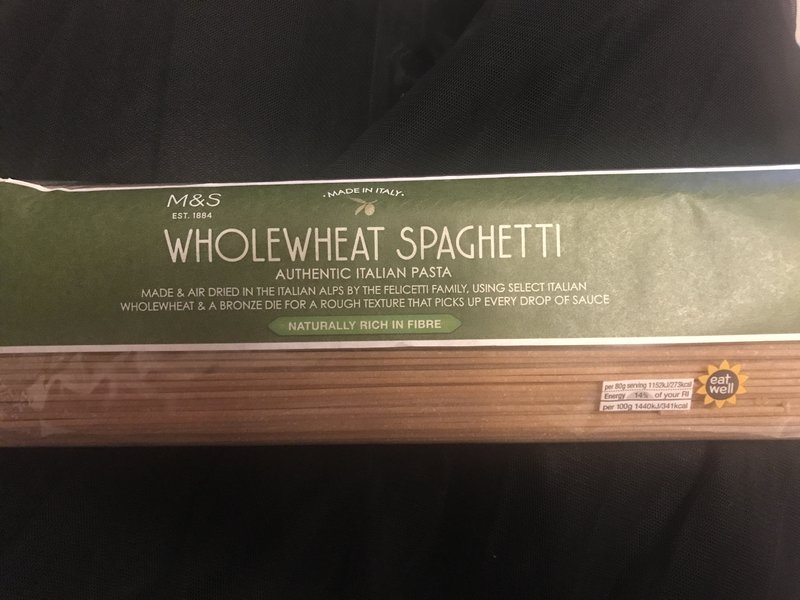 M&S
EST. 1884
·MADE IN ITALY·
WHOLEWHEAT SPAGHETTI
AUTHENTIC ITALIAN PASTA
MADE & AIR DRIED IN THE ITALIAN ALPS BY THE FELICETTI FAMILY, USING SELECT ITALIAN
WHOLEWHEAT & A BRONZE DIE FOR A ROUGH TEXTURE THAT PICKS UP EVERY DROP OF SAUCE
NATURALLY RICH IN FIBRE
per 80g serving 1152kJ/273kcal
Energy 14% of your RI
per 100g 1440kJ/341kcal
eat
well